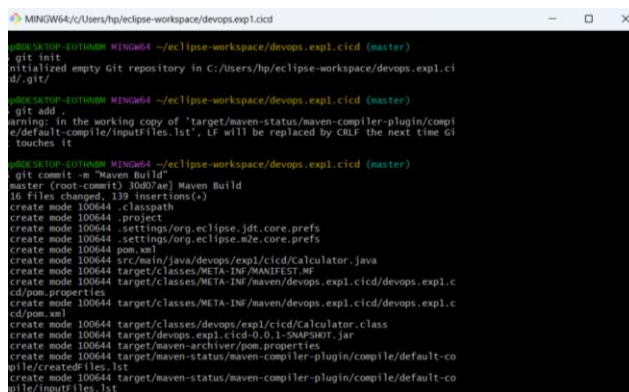 MINGW64:/c/Users/hp/eclipse-workspace/devops.exp1.cicd
p@DESKTOP-EOTHNBM MINGW64 ~/eclipse-workspace/devops.exp1.cicd (master)
git init
nitialized empty Git repository in C:/Users/hp/eclipse-workspace/devops.exp1.ci
d/.git/
p@DESKTOP-EOTHNBM MINGW64 ~/eclipse-workspace/devops.exp1.cicd (master)
git add .
arning: in the working copy of 'target/maven-status/maven-compiler-plugin/compi
e/default-compile/inputFiles.lst', LF will be replaced by CRLF the next time Gi
touches it
p@DESKTOP-EOTHNBM MINGW64 ~/eclipse-workspace/devops.exp1.cicd (master)
git commit -m "Maven Build"
master (root-commit) 30d07ae] Maven Build
16 files changed, 139 insertions(+)
create mode 100644 .classpath
create mode 100644 .project
create mode 100644 .settings/org.eclipse.jdt.core.prefs
create mode 100644 .settings/org.eclipse.m2e.core.prefs
create mode 100644 pom.xml
create mode 100644 src/main/java/devops/exp1/cicd/Calculator.java
create mode 100644 target/classes/META-INF/MANIFEST.MF
create mode 100644 target/classes/META-INF/maven/devops.exp1.cicd/devops.exp1.c
cd/pom.properties
create mode 100644 target/classes/META-INF/maven/devops.exp1.cicd/devops.exp1.c
cd/pom.xml
create mode 100644 target/classes/devops/exp1/cicd/Calculator.class
create mode 100644 target/devops.exp1.cicd-0.0.1-SNAPSHOT.jar
create mode 100644 target/maven-archiver/pom.properties
create mode 100644 target/maven-status/maven-compiler-plugin/compile/default-co
pile/createdFiles.lst
create mode 100644 target/maven-status/maven-compiler-plugin/compile/default-co
pile/inputFiles.lst